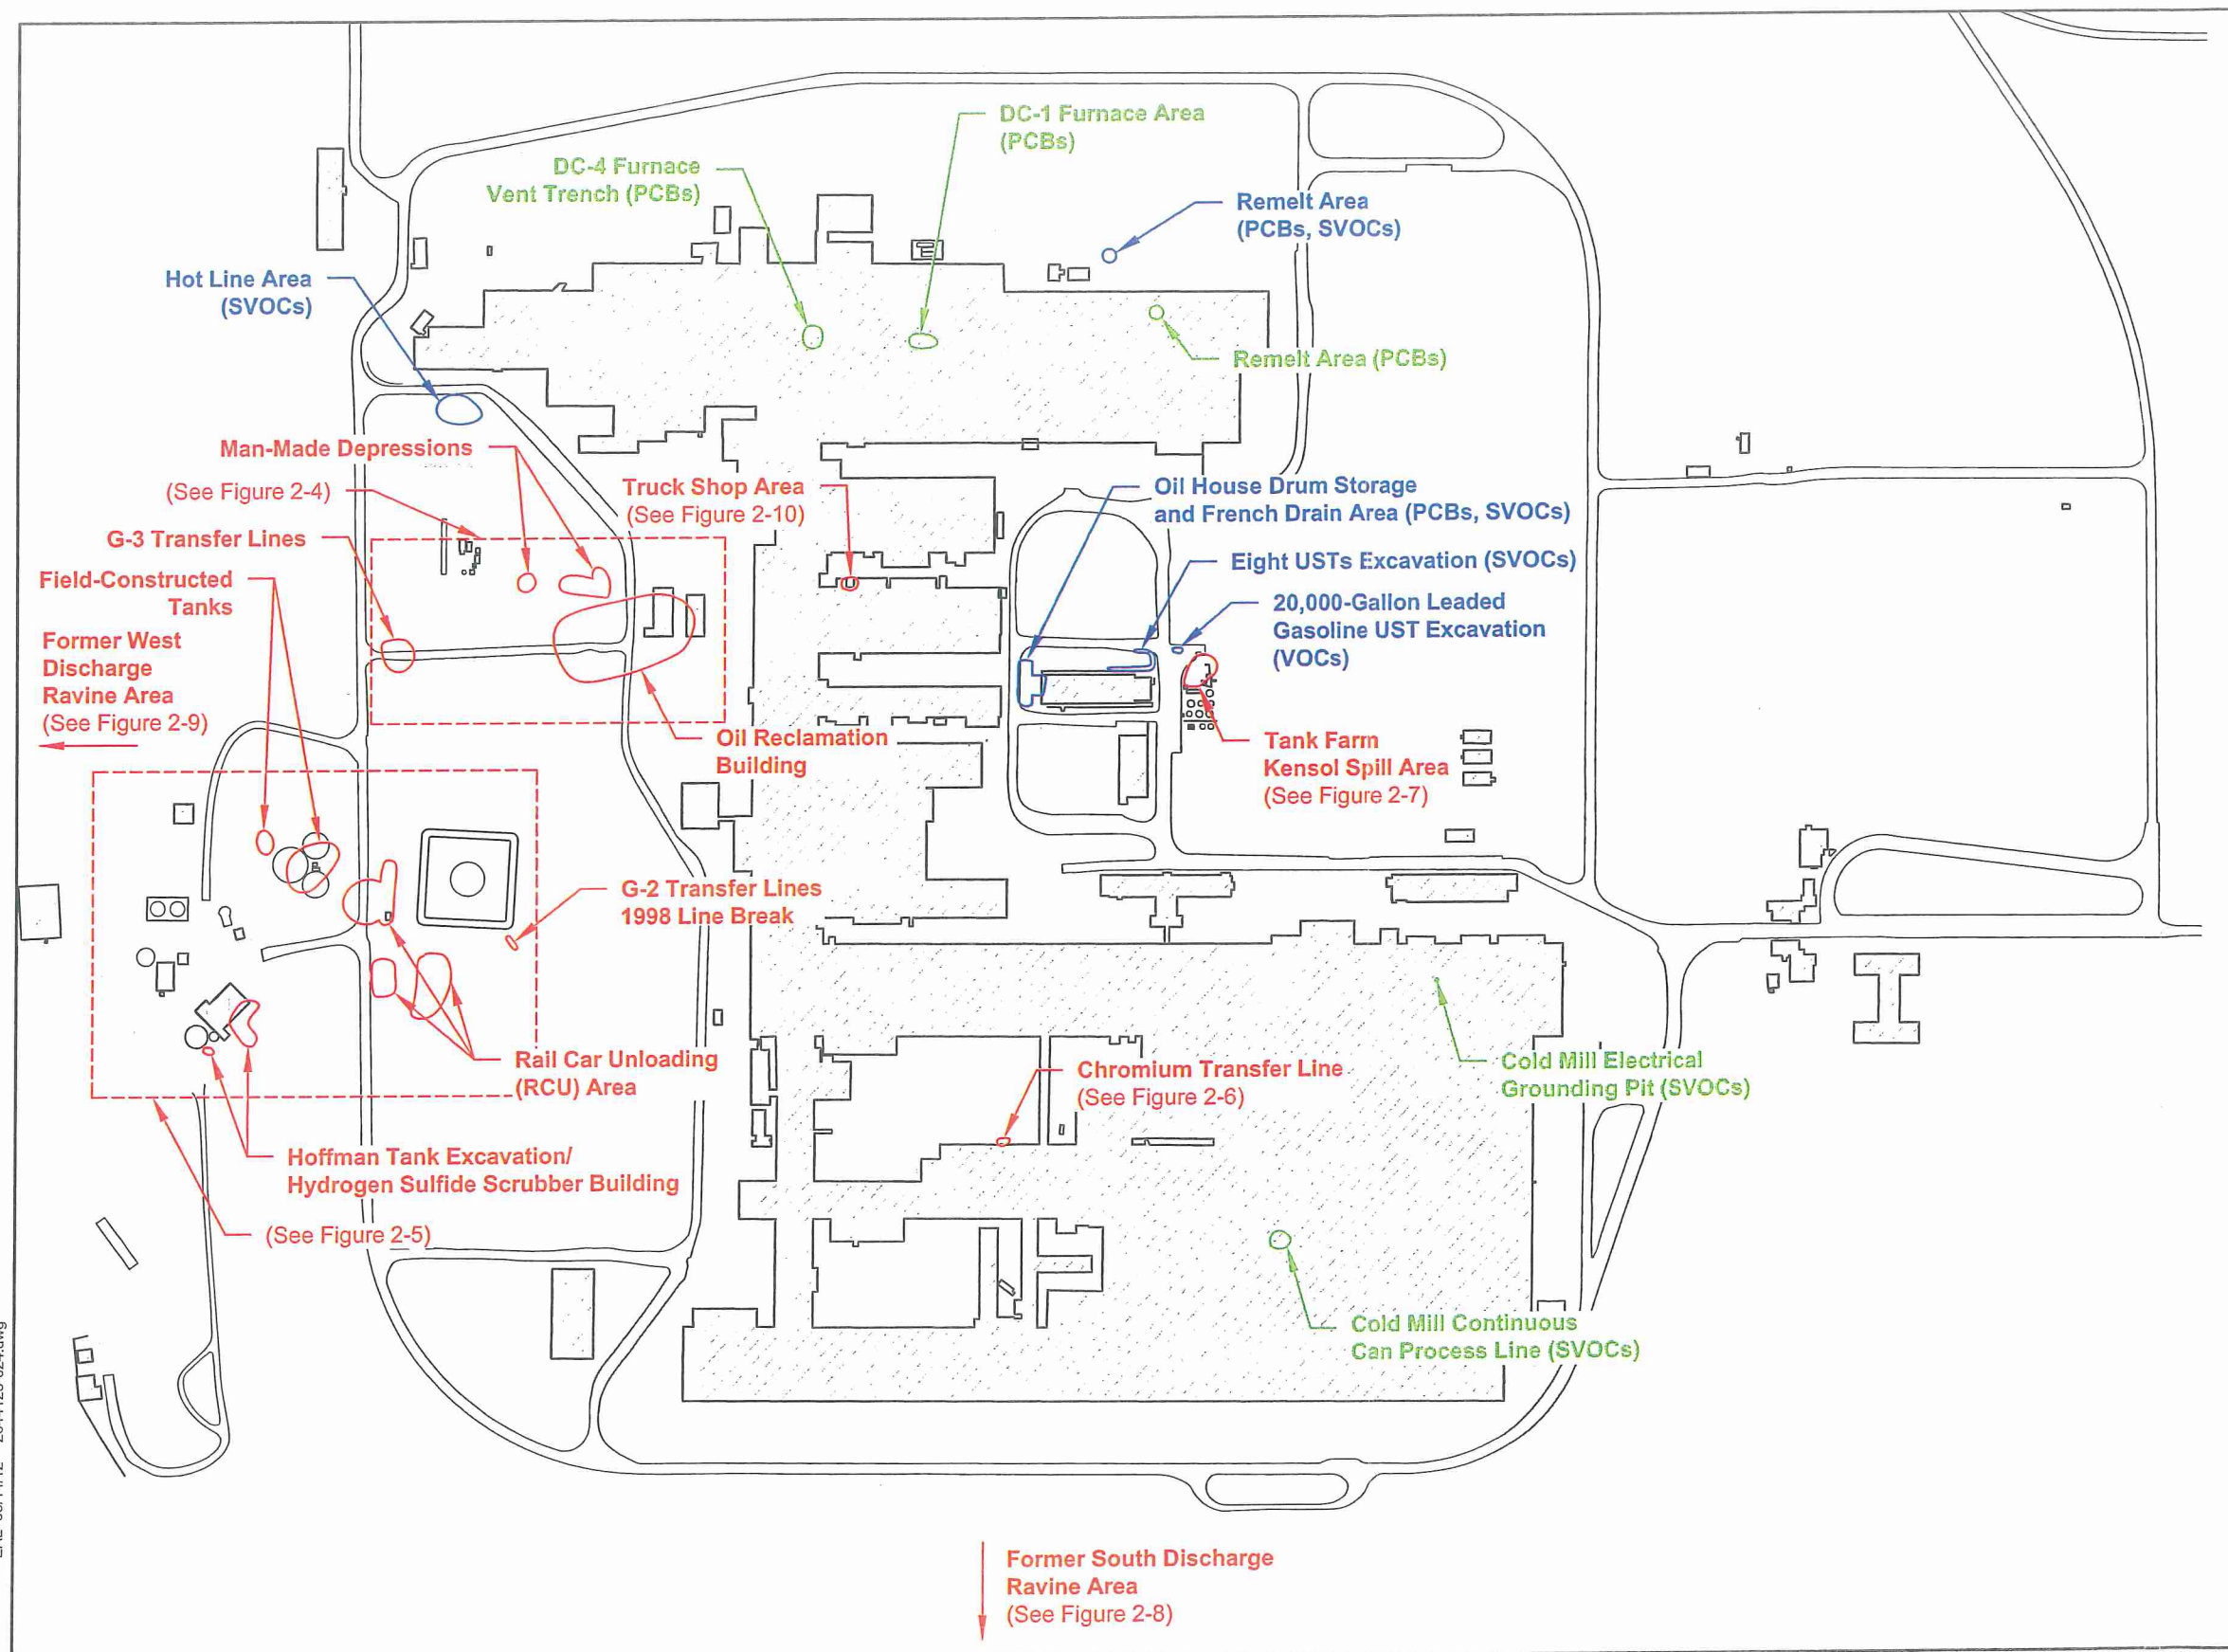 DC-1 Furnace Area
(PCBs)
DC-4 Furnace
Vent Trench (PCBs)
Remelt Area
(PCBs, SVOCs)
Hot Line Area
(SVOCs)
Remelt Area (PCBs)
Man-Made Depressions
(See Figure 2-4)
Truck Shop Area
(See Figure 2-10)
Oil House Drum Storage
and French Drain Area (PCBs, SVOCs)
G-3 Transfer Lines
Eight USTs Excavation (SVOCs)
Field-Constructed
Tanks
20,000-Gallon Leaded
Gasoline UST Excavation
(VOCs)
Former West
Discharge
Ravine Area
(See Figure 2-9)
Oil Reclamation
Building
Tank Farm
Kensol Spill Area
(See Figure 2-7)
G-2 Transfer Lines
1998 Line Break
Rail Car Unloading
(RCU) Area
Chromium Transfer Line
(See Figure 2-6)
Cold Mill Electrical
Grounding Pit (SVOCs)
Hoffman Tank Excavation/
Hydrogen Sulfide Scrubber Building
(See Figure 2-5)
Cold Mill Continuous
Can Process Line (SVOCs)
Former South Discharge
Ravine Area
(See Figure 2-8)